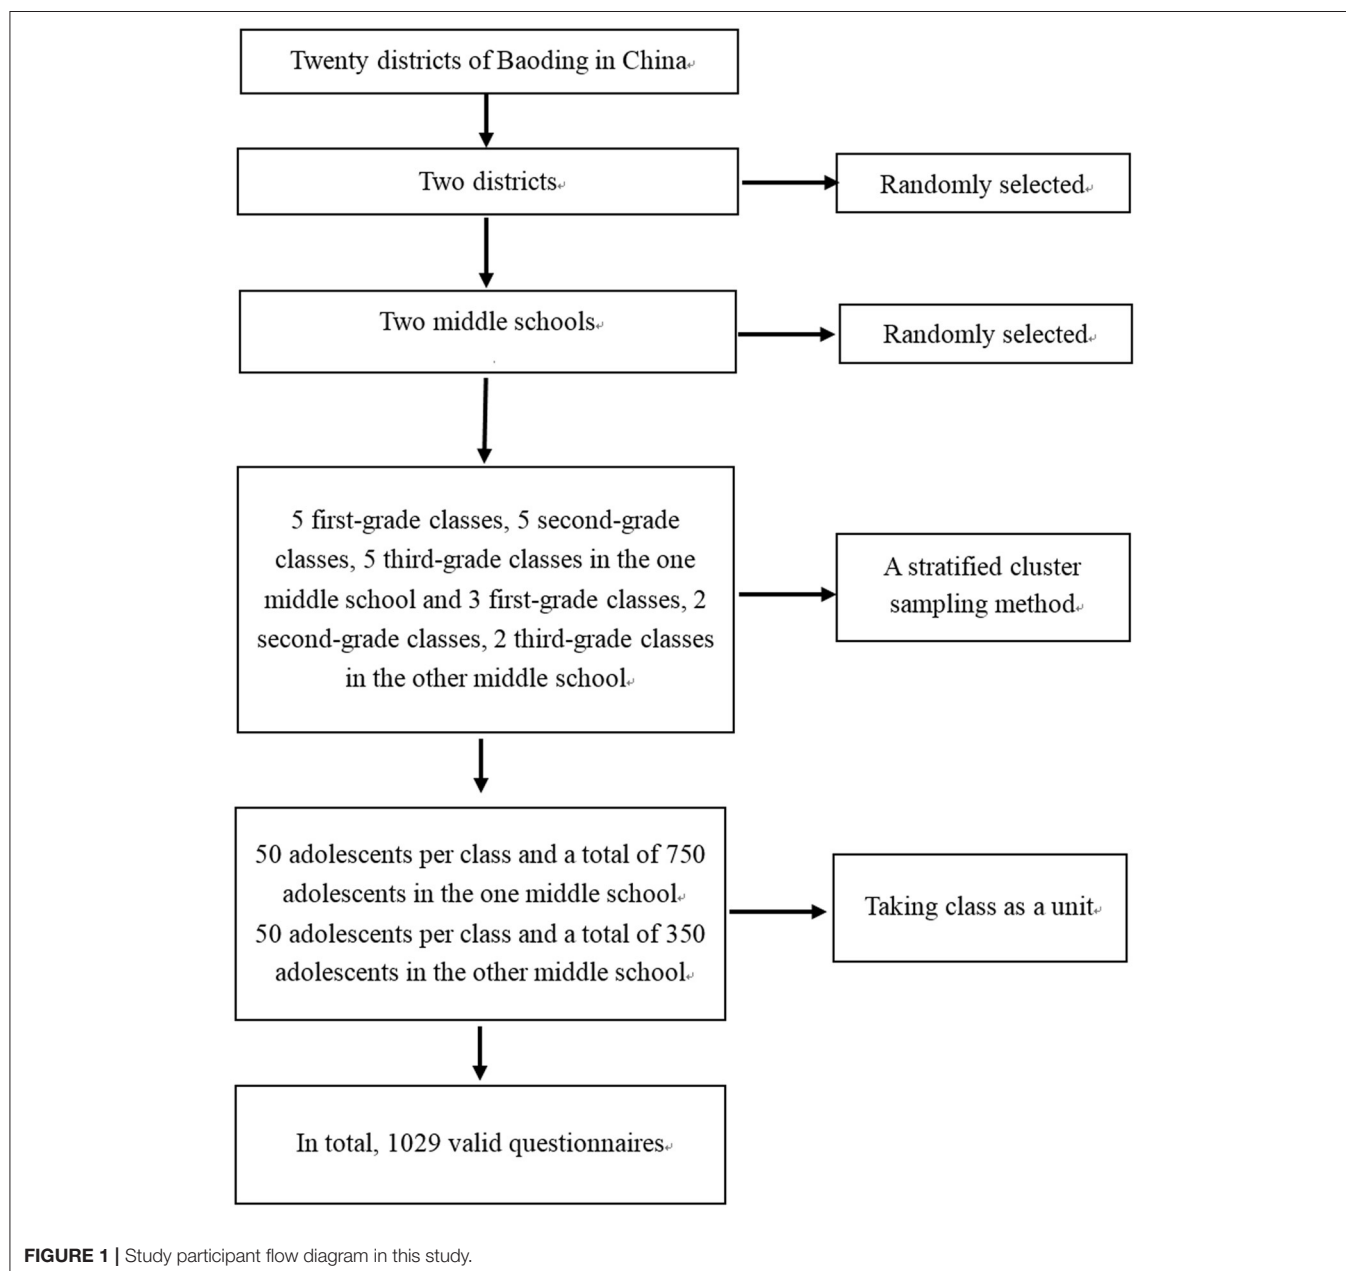 Twenty districts of Baoding in China↵
Two districts↵
Randomly selected↵
Two middle schools↵
Randomly selected↵
5 first-grade classes, 5 second-grade
classes, 5 third-grade classes in the one
middle school and 3 first-grade classes, 2
second-grade classes, 2 third-grade classes
in the other middle school↵
A stratified cluster
sampling method↵
50 adolescents per class and a total of 750
adolescents in the one middle school↵
50 adolescents per class and a total of 350
adolescents in the other middle school↵
Taking class as a unit↵
In total, 1029 valid questionnaires↵
FIGURE 1 | Study participant flow diagram in this study.